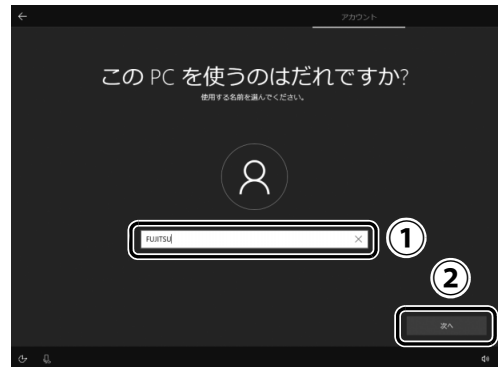 アカウント
この PC を使うのはだれですか?
使用する名前を選んでください。
FUJITSU
①
②
次へ